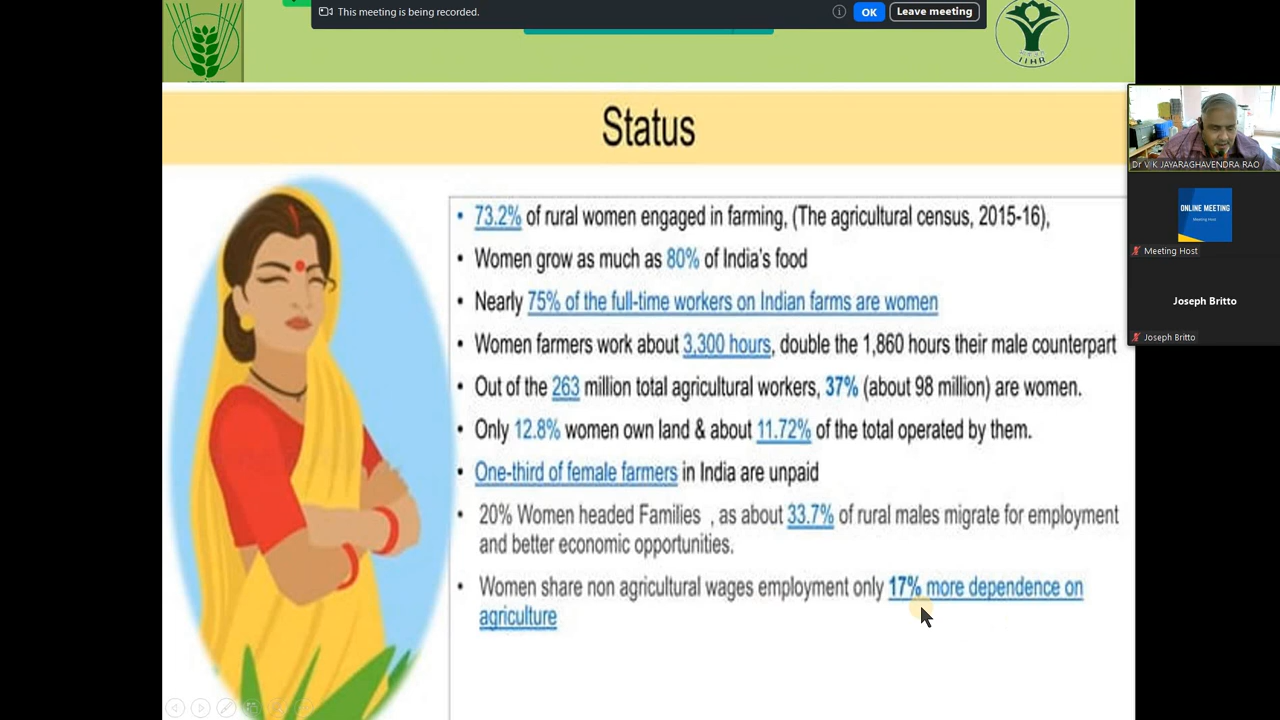 This meeting is being recorded.
OK
Leave meeting
IIHR
Status
• 73.2% of rural women engaged in farming, (The agricultural census, 2015-16),
• Women grow as much as 80% of India's food
• Nearly 75% of the full-time workers on Indian farms are women
• Women farmers work about 3,300 hours, double the 1,860 hours their male counterpart
• Out of the 263 million total agricultural workers, 37% (about 98 million) are women.
• Only 12.8% women own land & about 11.72% of the total operated by them.
• One-third of female farmers in India are unpaid
• 20% Women headed Families , as about 33.7% of rural males migrate for employment
and better economic opportunities.
• Women share non agricultural wages employment only 17% more dependence on
agriculture
Dr V K JAYARAGHAVENDRA RAO
ONLINE MEETING
Meeting Host
Meeting Host
Joseph Britto
Joseph Britto